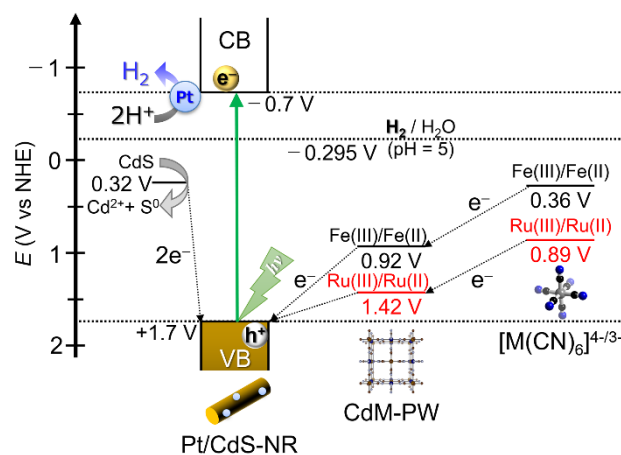 CB
−1
H₂
e⁻
Pt
2H⁺
− 0.7 V
H₂ / H₂O
(pH = 5)
− 0.295 V
0
CdS
0.32 V
Cd²⁺+ S⁰
Fe(III)/Fe(II)
0.36 V
e⁻
Fe(III)/Fe(II)
0.92 V
Ru(III)/Ru(II)
0.89 V
E (V vs NHE)
1
2e⁻
hγ
e⁻
Ru(III)/Ru(II)
1.42 V
e⁻
+1.7 V
h⁺
VB
2
[M(CN)₆]⁴⁻/³⁻
CdM-PW
Pt/CdS-NR